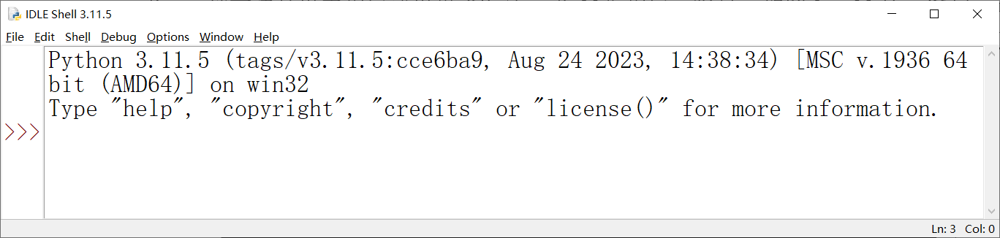 IDLE Shell 3.11.5
File Edit Shell Debug Options Window Help
Python 3.11.5 (tags/v3.11.5:cce6ba9, Aug 24 2023, 14:38:34) [MSC v.1936 64
bit (AMD64)] on win32
Type "help", "copyright", "credits" or "license()" for more information.
>>>
Ln: 3 Col: 0